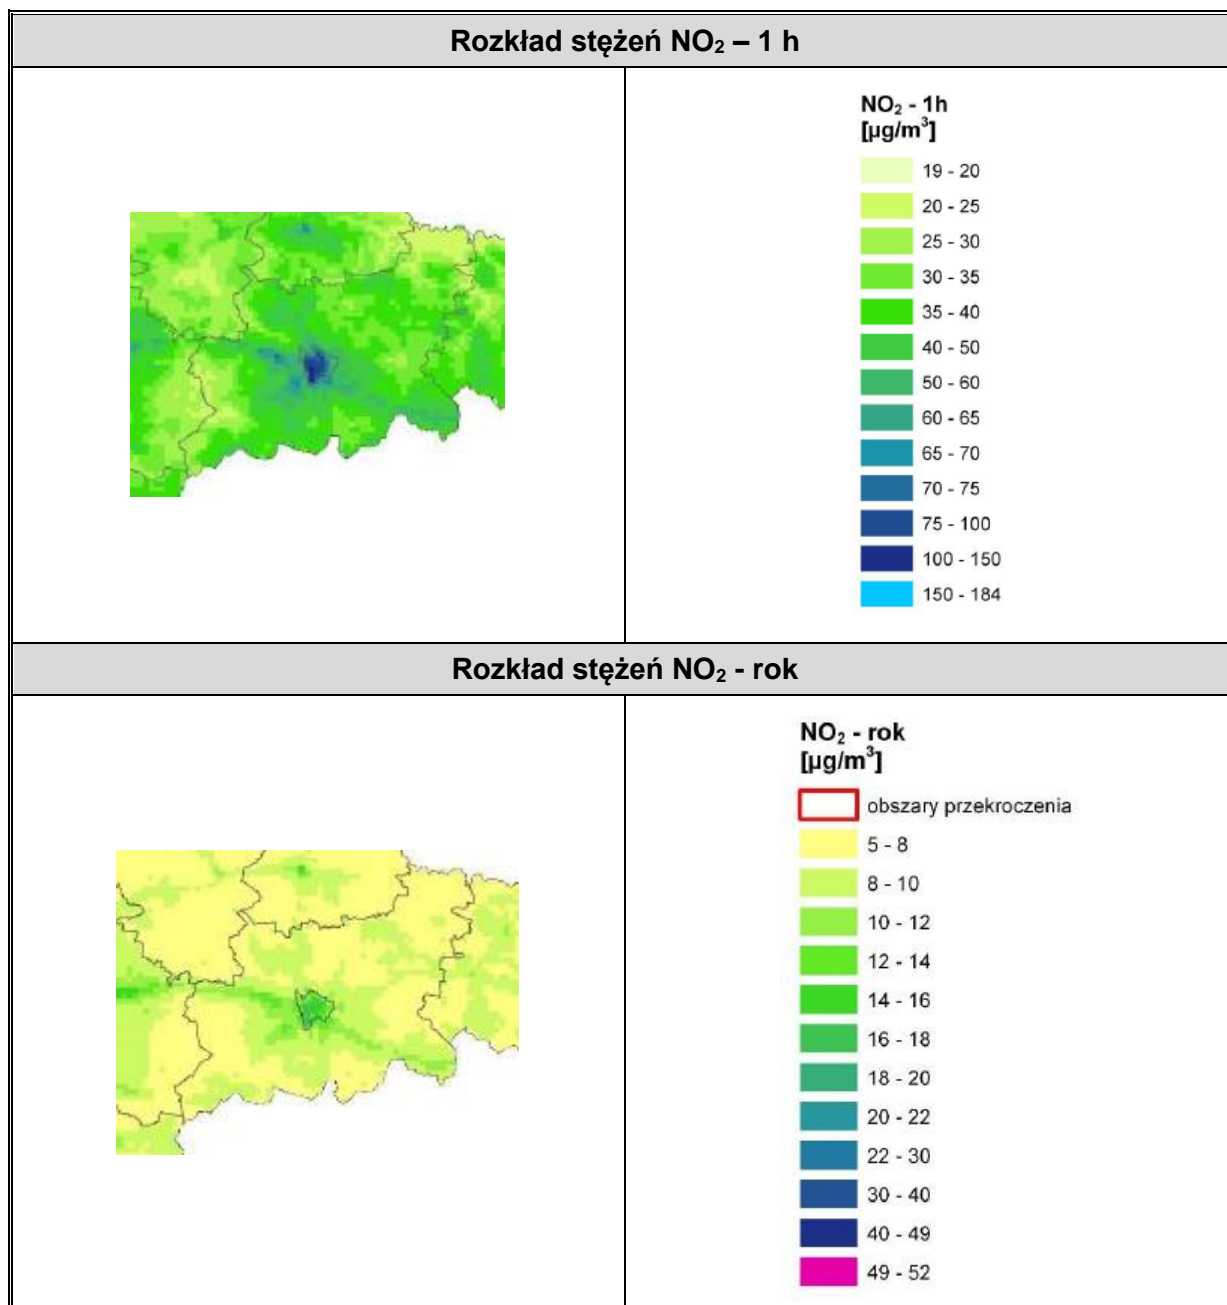 Rozkład stężeń NO₂ – 1 h
NO₂ - 1h
[µg/m³]
19 - 20
20 - 25
25 - 30
30 - 35
35 - 40
40 - 50
50 - 60
60 - 65
65 - 70
70 - 75
75 - 100
100 - 150
150 - 184
Rozkład stężeń NO₂ - rok
NO₂ - rok
[µg/m³]
obszary przekroczenia
5 - 8
8 - 10
10 - 12
12 - 14
14 - 16
16 - 18
18 - 20
20 - 22
22 - 30
30 - 40
40 - 49
49 - 52